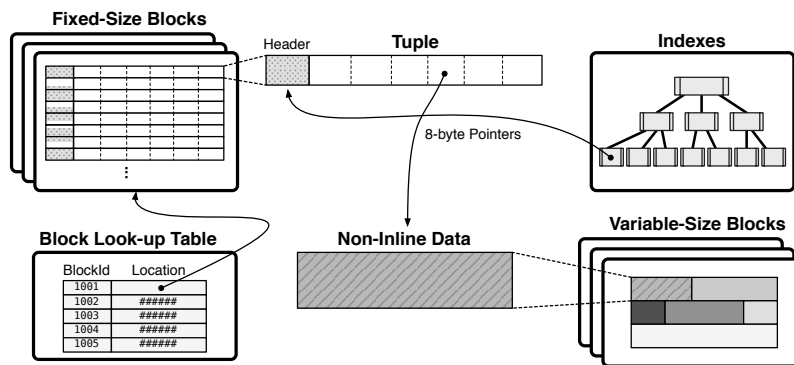 Fixed-Size Blocks
Header
Tuple
Indexes
8-byte Pointers
Block Look-up Table
Non-Inline Data
Variable-Size Blocks
BlockId Location
1001
1002 ######
1003 ######
1004 ######
1005 ######